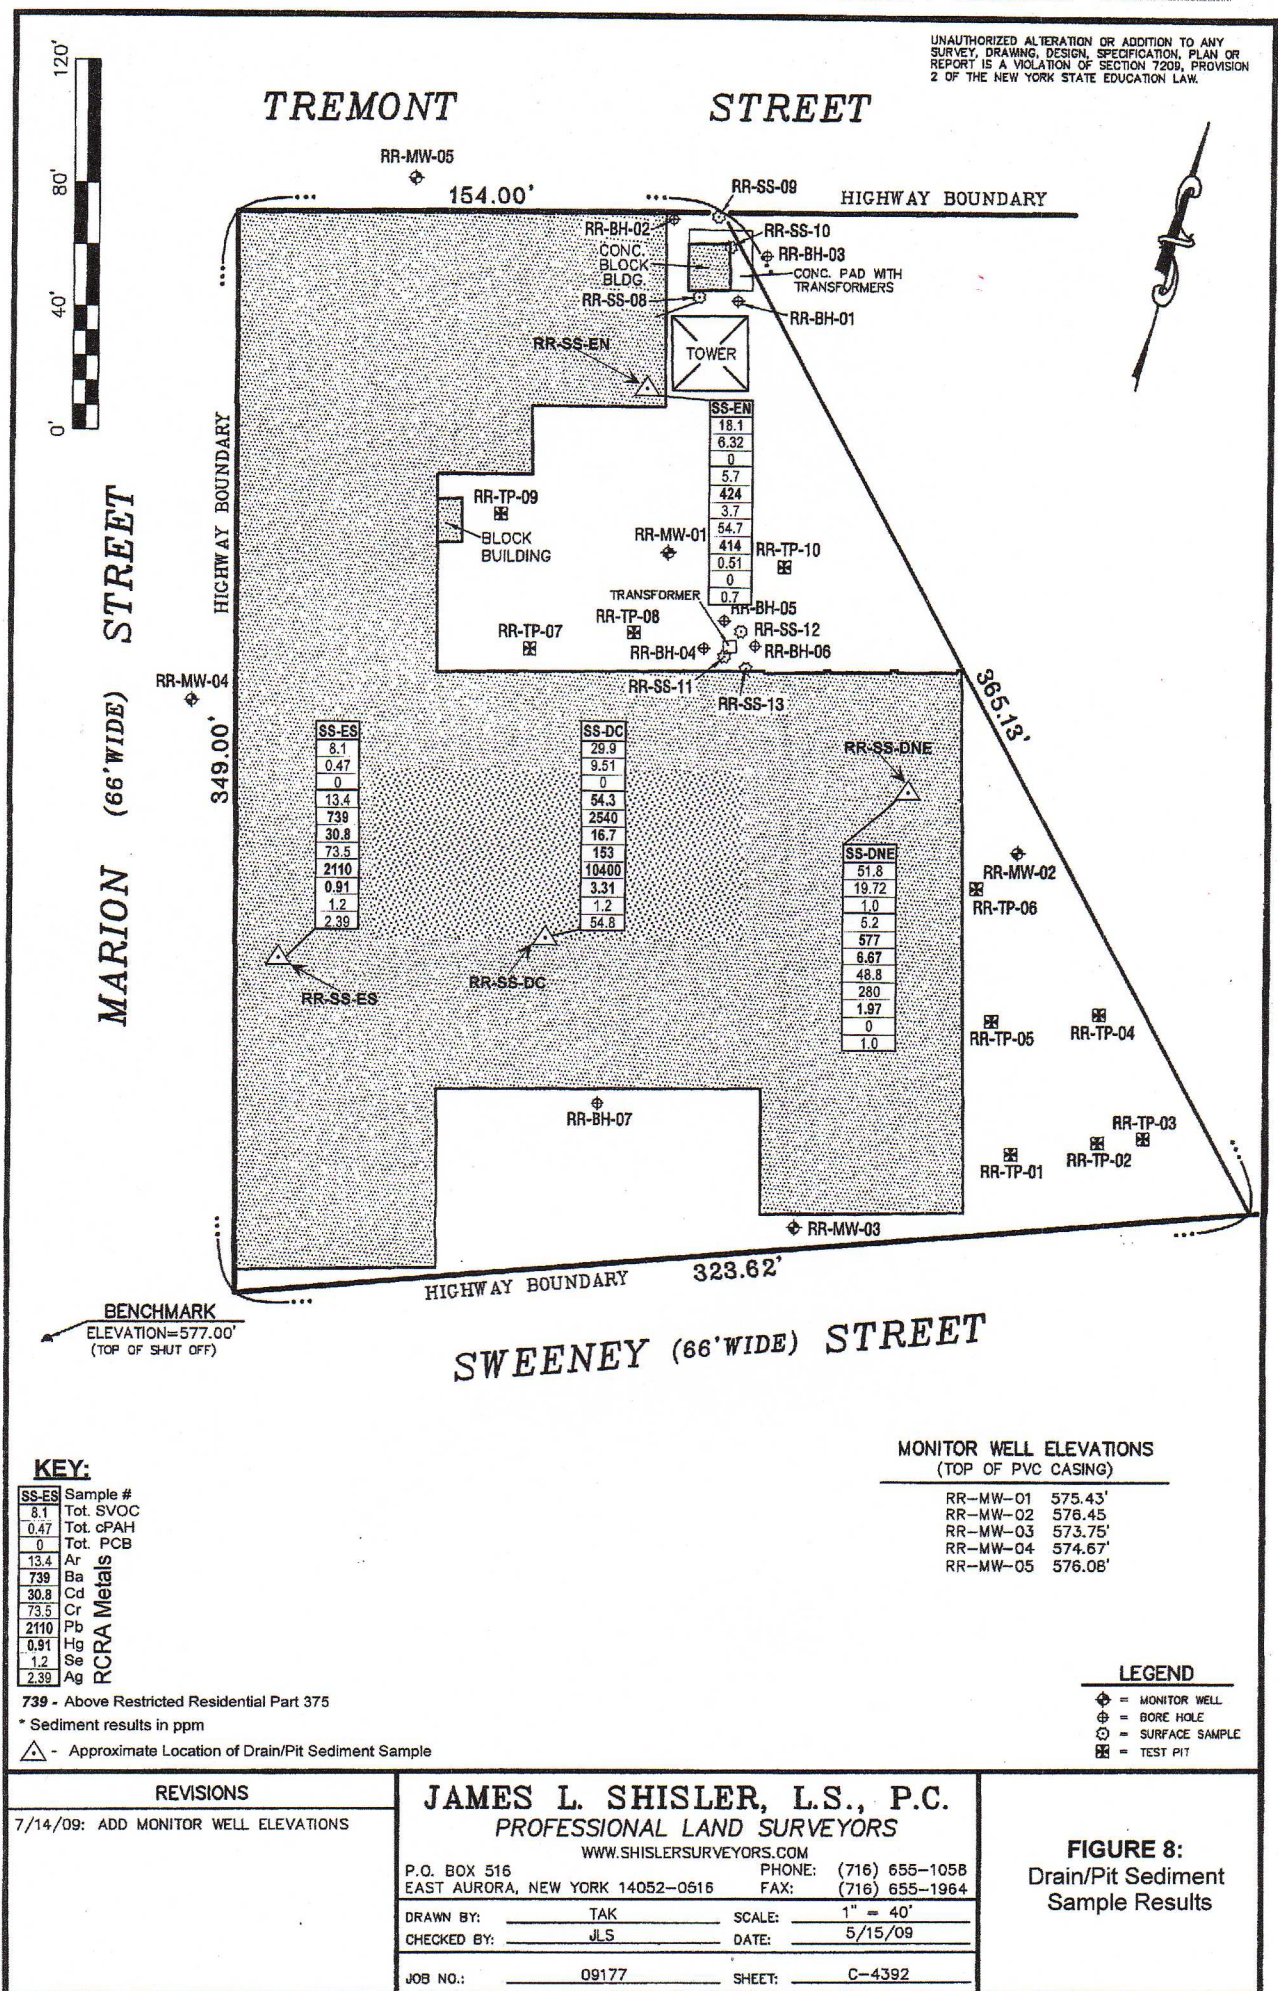 UNAUTHORIZED ALTERATION OR ADDITION TO ANY
SURVEY, DRAWING, DESIGN, SPECIFICATION, PLAN OR
REPORT IS A VIOLATION OF SECTION 7209, PROVISION
2 OF THE NEW YORK STATE EDUCATION LAW.
120'
80'
40'
0'
TREMONT STREET
RR-MW-05
154.00'
RR-SS-09
HIGHWAY BOUNDARY
RR-BH-02
RR-SS-10
CONC.
BLOCK
BLDG.
RR-BH-03
CONC. PAD WITH
TRANSFORMERS
RR-SS-08
RR-BH-01
RR-SS-EN
TOWER
SS-EN
18.1
6.32
0
5.7
424
3.7
54.7
414
0.51
0
0.7
HIGHWAY BOUNDARY
MARION (66'WIDE) STREET
349.00'
RR-TP-09
BLOCK
BUILDING
RR-MW-01
RR-TP-10
TRANSFORMER
RR-BH-05
RR-TP-08
RR-SS-12
RR-TP-07
RR-BH-04
RR-BH-06
RR-SS-11
RR-SS-13
365.13'
RR-MW-04
SS-ES
8.1
0.47
0
13.4
739
30.8
73.5
2110
0.91
1.2
2.39
SS-DC
29.9
9.51
0
54.3
2540
16.7
153
10400
3.31
1.2
54.8
RR-SS-DNE
SS-DNE
51.8
19.72
1.0
5.2
577
6.67
48.8
280
1.97
0
1.0
RR-MW-02
RR-TP-06
RR-SS-ES
RR-SS-DC
RR-TP-05
RR-TP-04
RR-BH-07
RR-TP-03
RR-TP-02
RR-TP-01
RR-MW-03
HIGHWAY BOUNDARY
323.62'
BENCHMARK
ELEVATION=577.00'
(TOP OF SHUT OFF)
SWEENEY (66'WIDE) STREET
MONITOR WELL ELEVATIONS
(TOP OF PVC CASING)
RR-MW-01 575.43'
RR-MW-02 576.45
RR-MW-03 573.75'
RR-MW-04 574.67'
RR-MW-05 576.08'
KEY:
SS-ES Sample #
8.1 Tot. SVOC
0.47 Tot. cPAH
0 Tot. PCB
13.4 Ar
739 Ba
30.8 Cd
73.5 Cr
2110 Pb
0.91 Hg
1.2 Se
2.39 Ag
RCRA Metals
739 - Above Restricted Residential Part 375
* Sediment results in ppm
- Approximate Location of Drain/Pit Sediment Sample
LEGEND
= MONITOR WELL
= BORE HOLE
= SURFACE SAMPLE
= TEST PIT
REVISIONS
7/14/09: ADD MONITOR WELL ELEVATIONS
JAMES L. SHISLER, L.S., P.C.
PROFESSIONAL LAND SURVEYORS
WWW.SHISLERSURVEYORS.COM
P.O. BOX 516 PHONE: (716) 655-1058
EAST AURORA, NEW YORK 14052-0516 FAX: (716) 655-1964
DRAWN BY: TAK SCALE: 1" = 40'
CHECKED BY: JLS DATE: 5/15/09
JOB NO.: 09177 SHEET: C-4392
FIGURE 8:
Drain/Pit Sediment
Sample Results